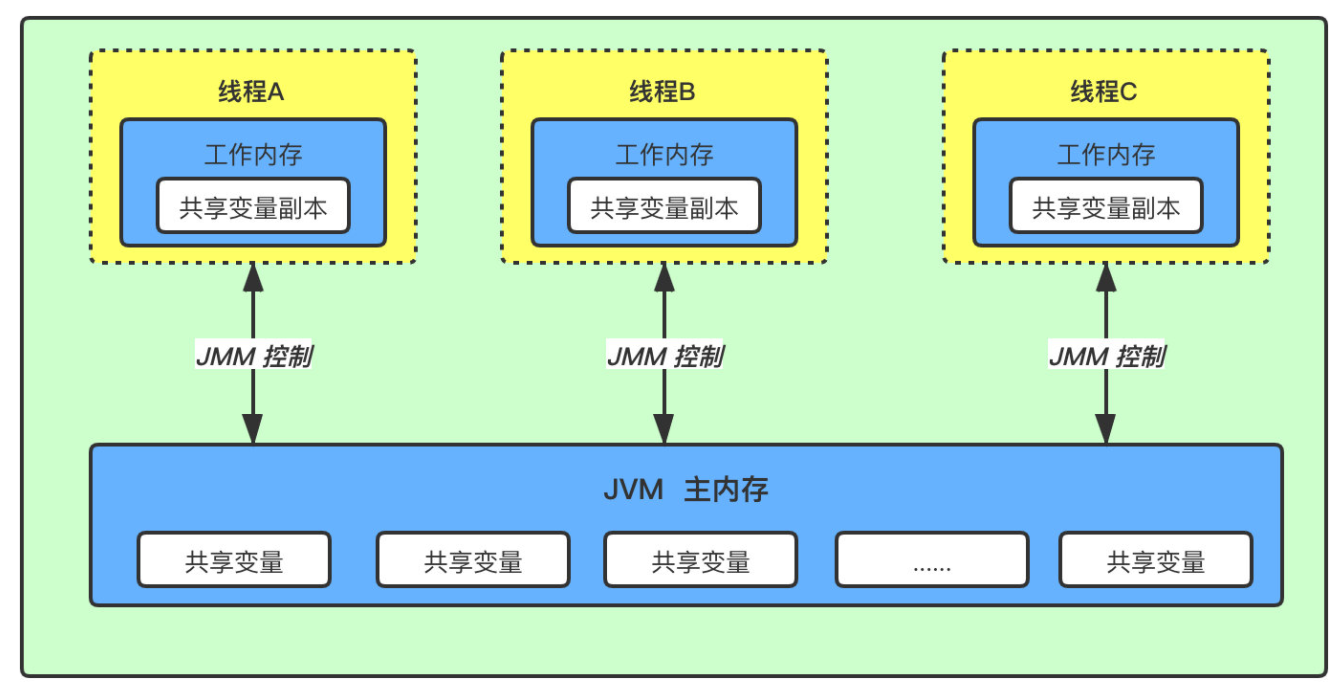 线程A
线程B
线程C
工作内存
工作内存
工作内存
共享变量副本
共享变量副本
共享变量副本
JMM 控制
JMM 控制
JMM 控制
JVM 主内存
共享变量
共享变量
共享变量
......
共享变量